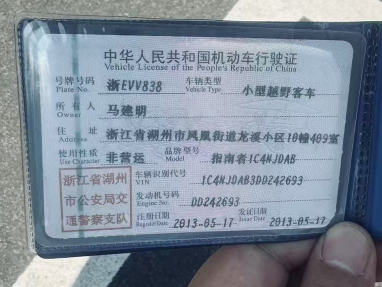 中华人民共和国机动车行驶证
Vehicle License of the People's Republic of China
号牌号码 浙EVV838 车辆类型 小型越野客车
Plate No. Vehicle Type
所有人 马建明
Owner
住址 浙江省湖州市凤凰街道龙溪小区10幢409室
Address
使用性质 非营运 品牌型号 指南者1C4NJDAB
Use Character Model
浙江省湖州
市公安局交
通警察支队
车辆识别代号 1C4NJDAB3DD242693
VIN
发动机号码 DD242693
Engine No.
注册日期 2013-05-17 发证日期 2013-05-17
Register Date Issue Date